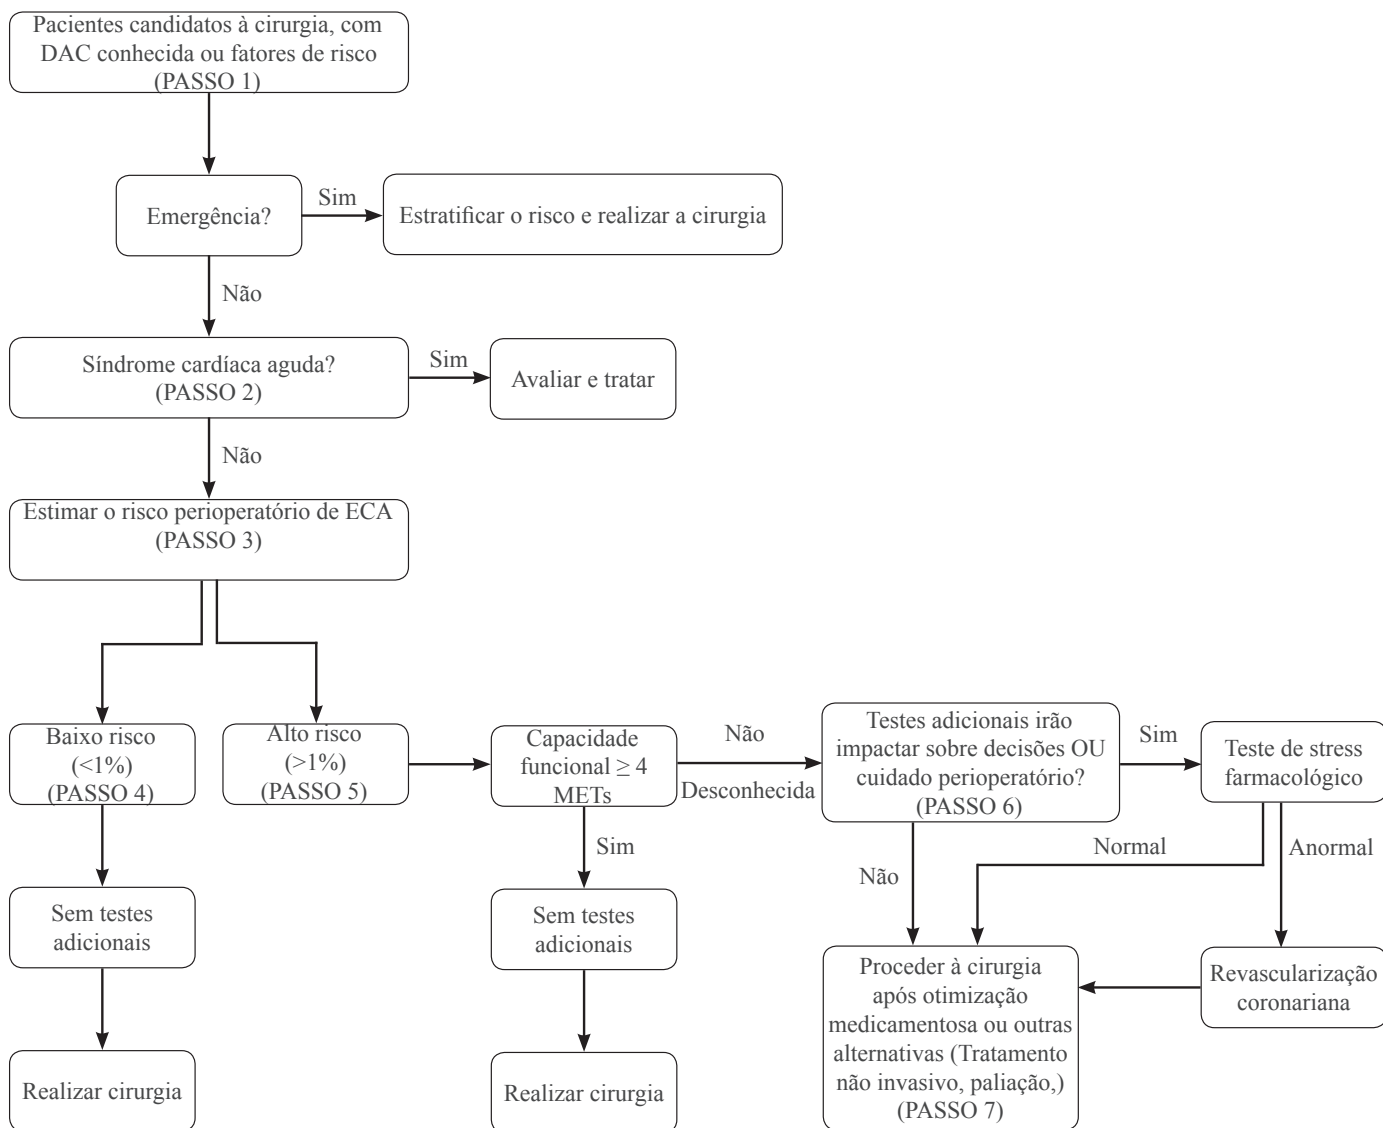 Pacientes candidatos à cirurgia, com
DAC conhecida ou fatores de risco
(PASSO 1)
Emergência?
Sim
Estratificar o risco e realizar a cirurgia
Não
Síndrome cardíaca aguda?
(PASSO 2)
Sim
Avaliar e tratar
Não
Estimar o risco perioperatório de ECA
(PASSO 3)
Baixo risco
(<1%)
(PASSO 4)
Alto risco
(>1%)
(PASSO 5)
Capacidade
funcional ≥ 4
METs
Não
Desconhecida
Testes adicionais irão
impactar sobre decisões OU
cuidado perioperatório?
(PASSO 6)
Sim
Teste de stress
farmacológico
Sim
Não
Normal
Anormal
Sem testes
adicionais
Sem testes
adicionais
Proceder à cirurgia
após otimização
medicamentosa ou outras
alternativas (Tratamento
não invasivo, paliação,)
(PASSO 7)
Revascularização
coronariana
Realizar cirurgia
Realizar cirurgia